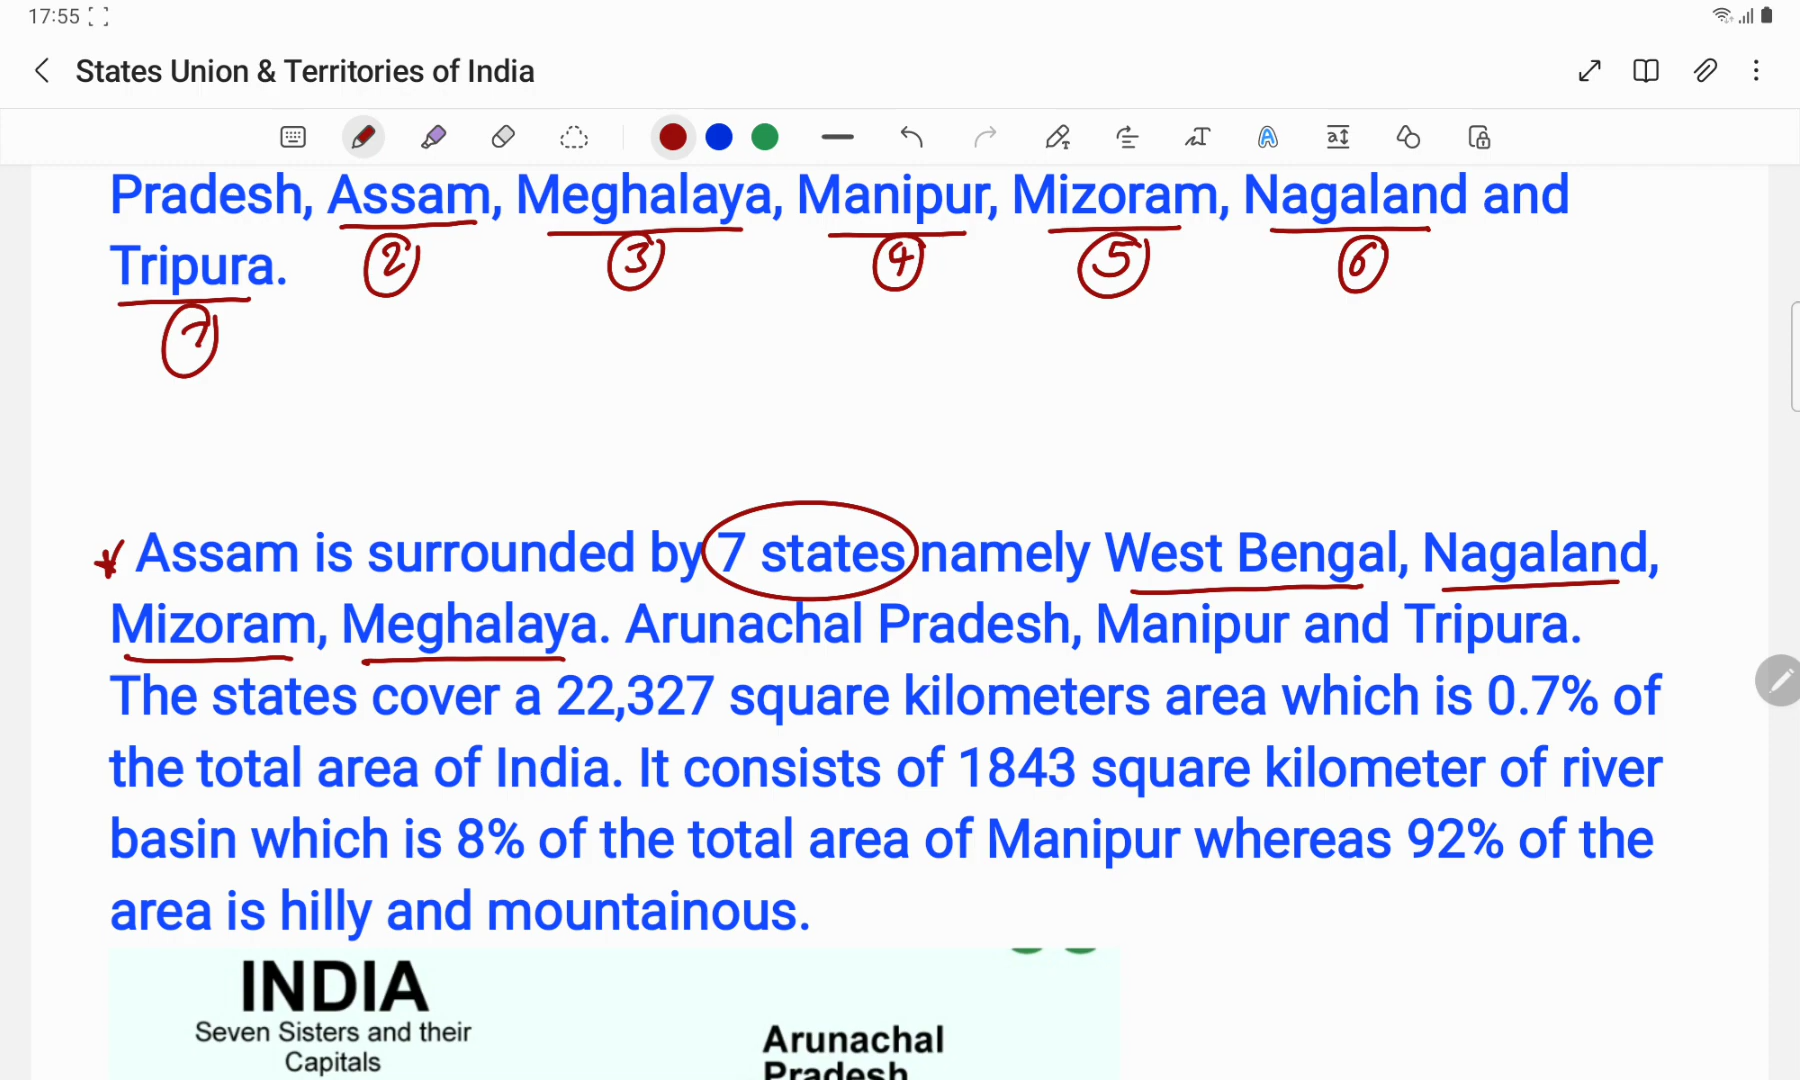 17:55
States Union & Territories of India
Pradesh, Assam, Meghalaya, Manipur, Mizoram, Nagaland and
2 3 4 5 6
Tripura.
7
Assam is surrounded by 7 states namely West Bengal, Nagaland,
Mizoram, Meghalaya. Arunachal Pradesh, Manipur and Tripura.
The states cover a 22,327 square kilometers area which is 0.7% of
the total area of India. It consists of 1843 square kilometer of river
basin which is 8% of the total area of Manipur whereas 92% of the
area is hilly and mountainous.
INDIA
Seven Sisters and their
Capitals
Arunachal
Pradesh